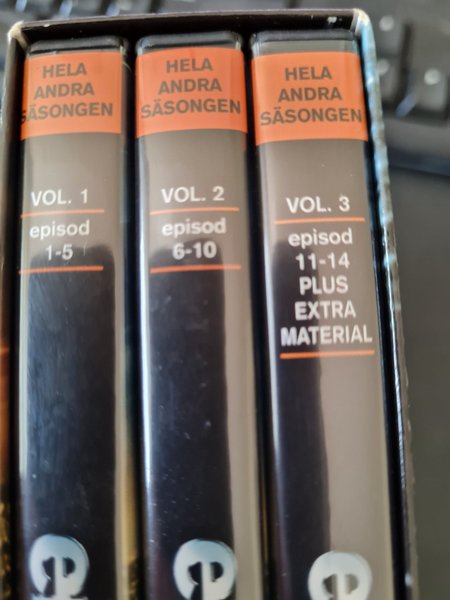 HELA
ANDRA
SÄSONGEN
VOL. 1
episod
1-5
e
HELA
ANDRA
SÄSONGEN
VOL. 2
episod
6-10
e
HELA
ANDRA
SÄSONGEN
VOL. 3
episod
11-14
PLUS
EXTRA
MATERIAL
e